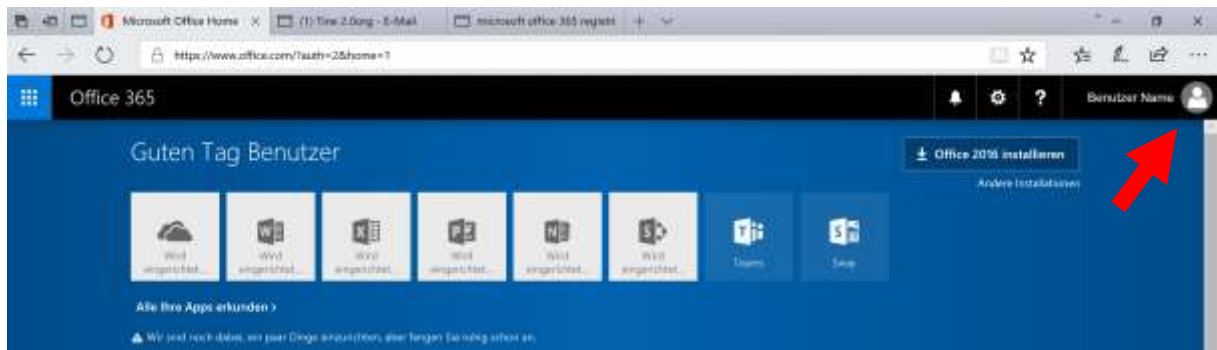 Microsoft Office Home
(1) Tine 2.0org - E-Mail
microsoft office 365 registri
https://www.office.com/?auth=2&home=1
Office 365
?
Benutzer Name
Guten Tag Benutzer
Office 2016 installieren
Andere Installationen
Wird eingerichtet...
Wird eingerichtet...
Wird eingerichtet...
Wird eingerichtet...
Wird eingerichtet...
Wird eingerichtet...
Teams
Sway
Alle Ihre Apps erkunden >
Wir sind noch dabei, ein paar Dinge einzurichten, aber fangen Sie ruhig schon an.